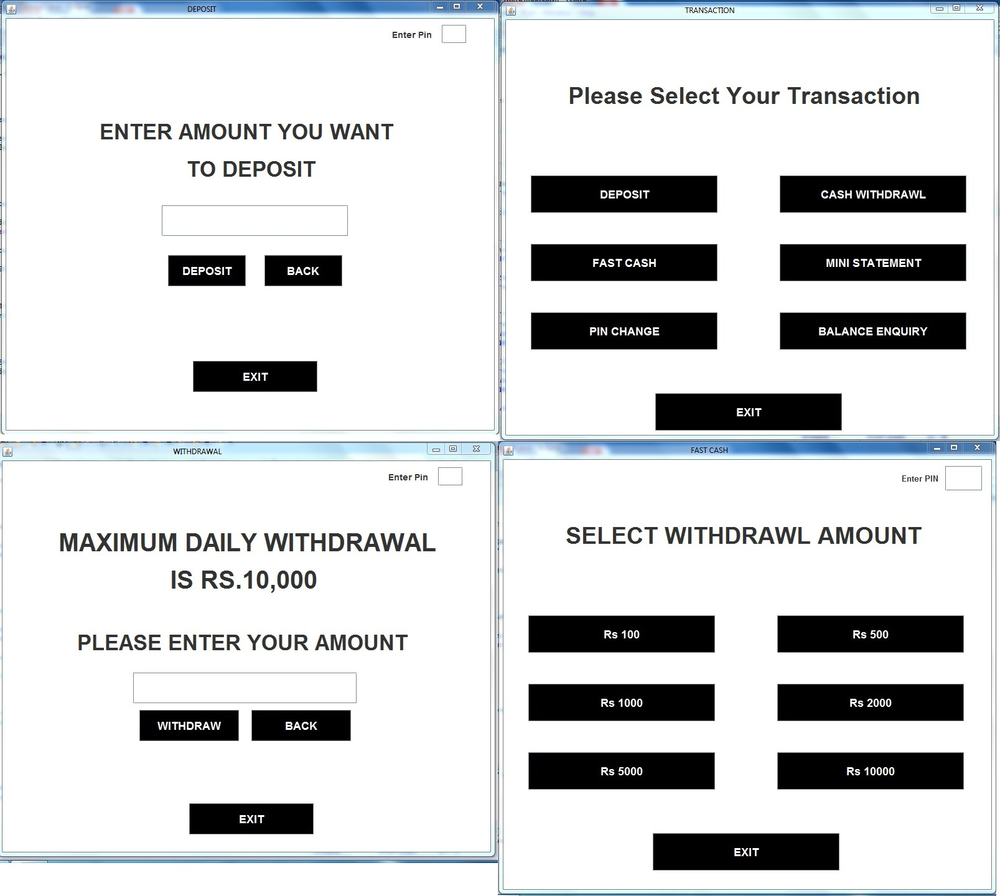 DEPOSIT
Enter Pin
ENTER AMOUNT YOU WANT
TO DEPOSIT
DEPOSIT
BACK
EXIT
TRANSACTION
Please Select Your Transaction
DEPOSIT
CASH WITHDRAWL
FAST CASH
MINI STATEMENT
PIN CHANGE
BALANCE ENQUIRY
EXIT
WITHDRAWAL
Enter Pin
MAXIMUM DAILY WITHDRAWAL
IS RS.10,000
PLEASE ENTER YOUR AMOUNT
WITHDRAW
BACK
EXIT
FAST CASH
Enter PIN
SELECT WITHDRAWL AMOUNT
Rs 100
Rs 500
Rs 1000
Rs 2000
Rs 5000
Rs 10000
EXIT